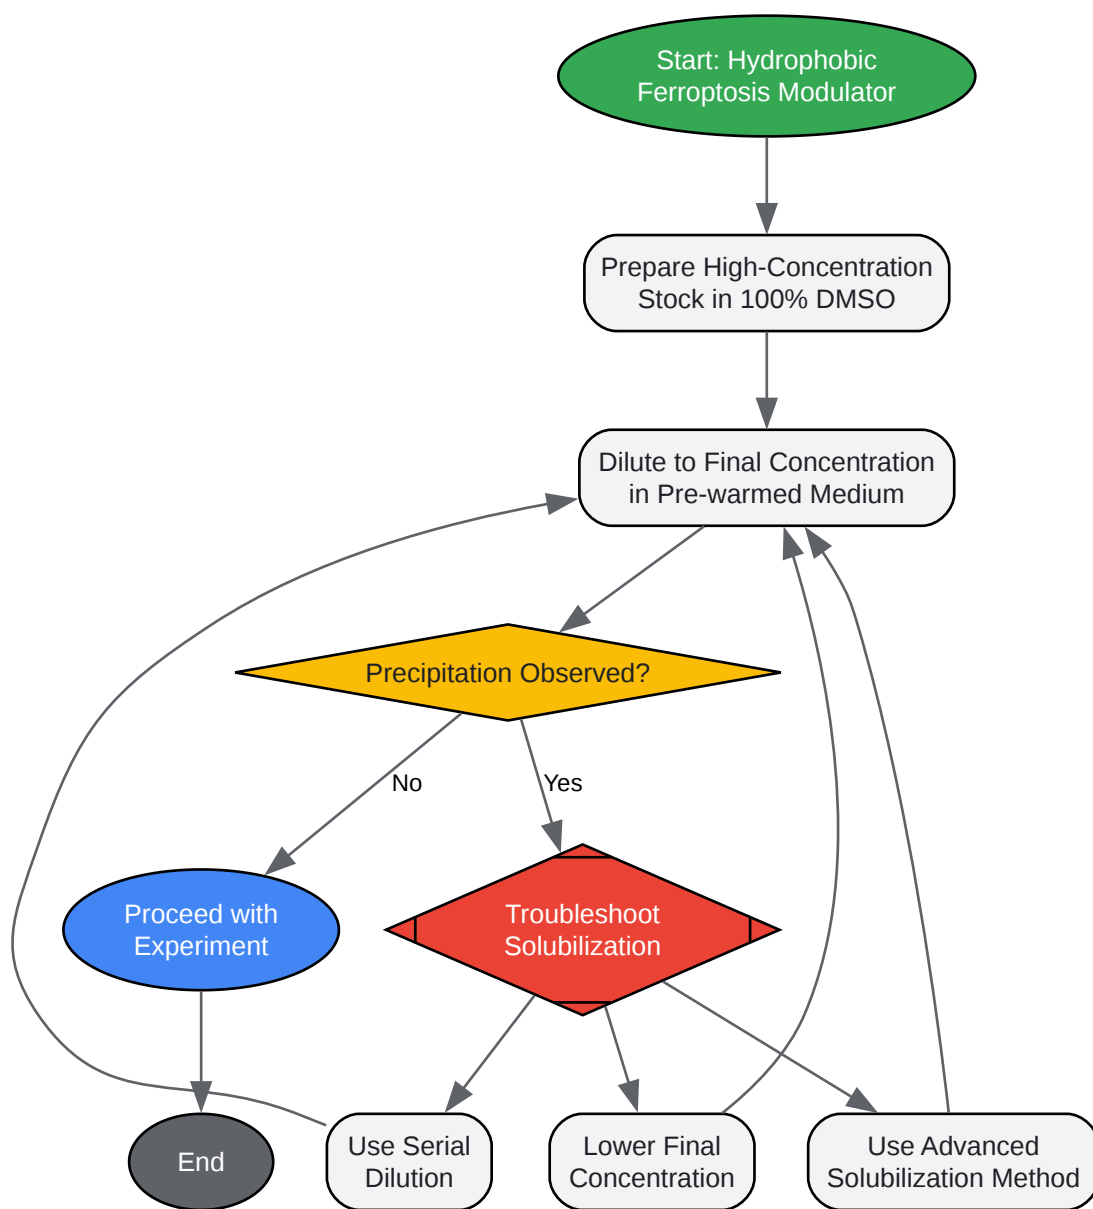 Start: Hydrophobic
Ferroptosis Modulator
Prepare High-Concentration
Stock in 100% DMSO
Dilute to Final Concentration
in Pre-warmed Medium
Precipitation Observed?
No
Yes
Proceed with
Experiment
Troubleshoot
Solubilization
End
Use Serial
Dilution
Lower Final
Concentration
Use Advanced
Solubilization Method